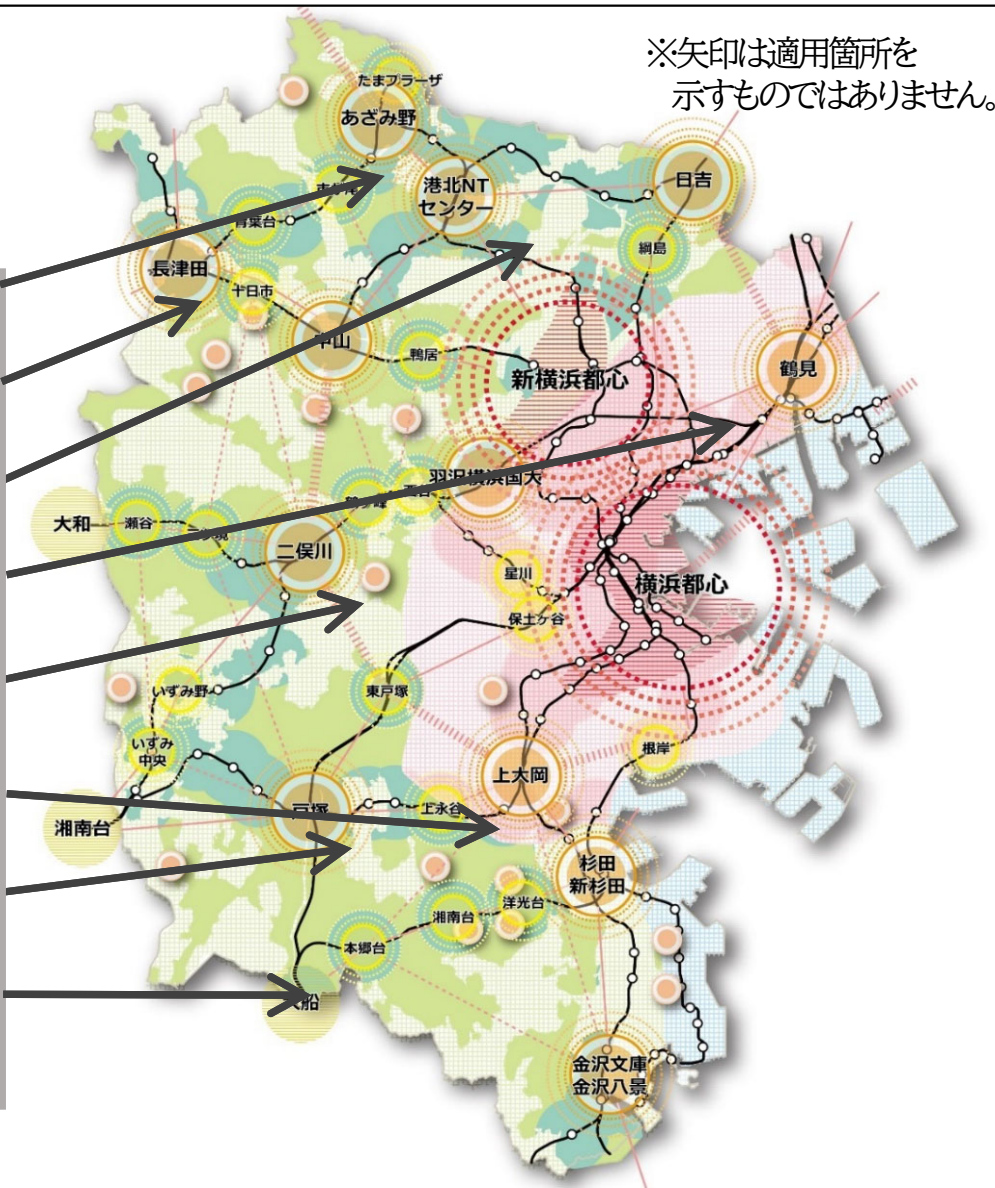 ※矢印は適用箇所を
示すものではありません。
たまプラーザ
あざみ野
港北NT
センター
日吉
青葉台
綱島
長津田
十日市
中山
鴨居
新横浜都心
鶴見
羽沢横浜国大
大和
瀬谷
二俣川
星川
横浜都心
保土ヶ谷
いずみ野
東戸塚
いずみ
中央
根岸
上大岡
戸塚
上永谷
湘南台
杉田
新杉田
湘南台
洋光台
本郷台
金沢文庫
金沢八景